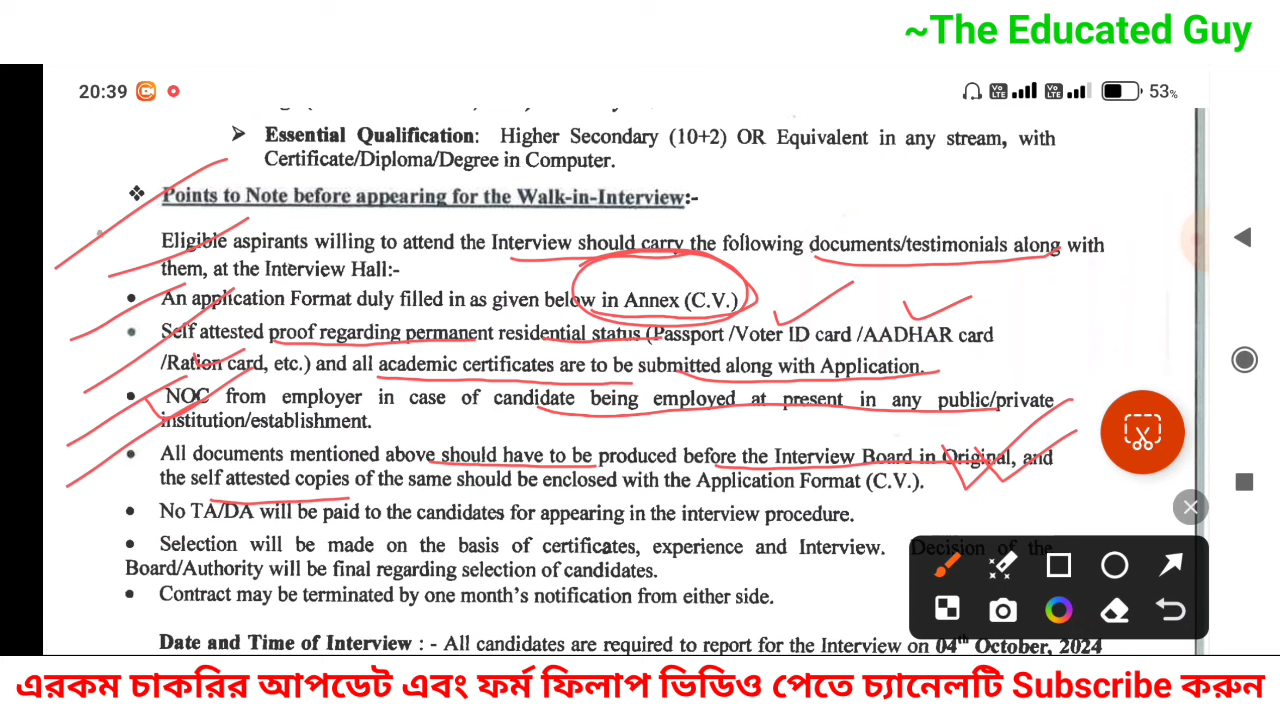 ~The Educated Guy
20:39 53%
Essential Qualification: Higher Secondary (10+2) OR Equivalent in any stream, with
Certificate/Diploma/Degree in Computer.
Points to Note before appearing for the Walk-in-Interview:-
Eligible aspirants willing to attend the Interview should carry the following documents/testimonials along with
them, at the Interview Hall:-
• An application Format duly filled in as given below in Annex (C.V.)
• Self attested proof regarding permanent residential status (Passport /Voter ID card /AADHAR card
/Ration card, etc.) and all academic certificates are to be submitted along with Application.
• NOC from employer in case of candidate being employed at present in any public/private
institution/establishment.
• All documents mentioned above should have to be produced before the Interview Board in Original, and
the self attested copies of the same should be enclosed with the Application Format (C.V.).
• No TA/DA will be paid to the candidates for appearing in the interview procedure.
• Selection will be made on the basis of certificates, experience and Interview. Decision of the
Board/Authority will be final regarding selection of candidates.
• Contract may be terminated by one month's notification from either side.
Date and Time of Interview : - All candidates are required to report for the Interview on 04th October, 2024
এরকম চাকরির আপডেট এবং ফর্ম ফিলাপ ভিডিও পেতে চ্যানেলটি Subscribe করুন